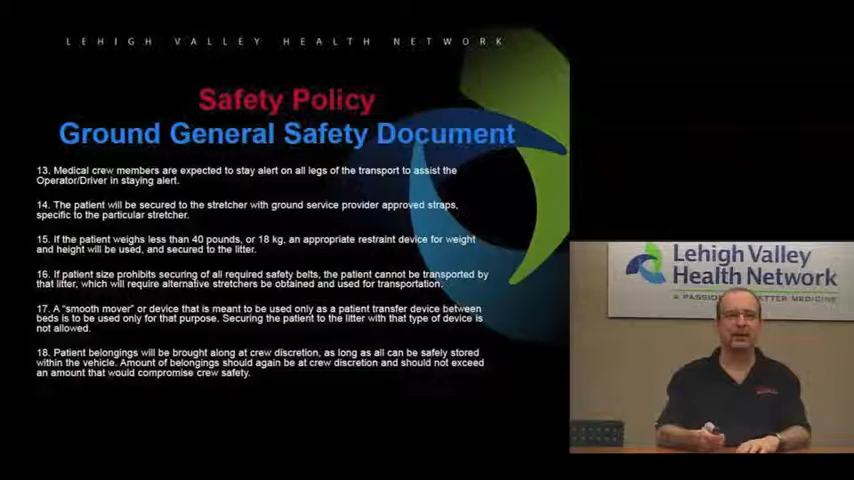 LEHIGH VALLEY HEALTH NETWORK
Safety Policy
Ground General Safety Document
13. Medical crew members are expected to stay alert on all legs of the transport to assist the
Operator/Driver in staying alert.
14. The patient will be secured to the stretcher with ground service provider approved straps,
specific to the particular stretcher.
15. If the patient weighs less than 40 pounds, or 18 kg, an appropriate restraint device for weight
and height will be used, and secured to the litter.
16. If patient size prohibits securing of all required safety belts, the patient cannot be transported by
that litter, which will require alternative stretchers be obtained and used for transportation.
17. A "smooth mover" or device that is meant to be used only as a patient transfer device between
beds is to be used only for that purpose. Securing the patient to the litter with that type of device is
not allowed.
18. Patient belongings will be brought along at crew discretion, as long as all can be safely stored
within the vehicle. Amount of belongings should again be at crew discretion and should not exceed
an amount that would compromise crew safety.
Lehigh Valley
Health Network
A PASSION BETTER MEDICINE